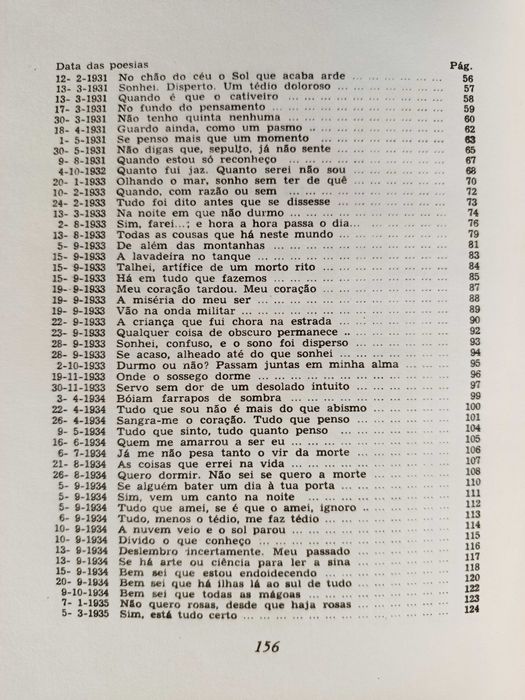 Data das poesias Pág.
12- 2-1931 No chão do céu o Sol que acaba arde ... ... ... ... ... 56
13- 3-1931 Sonhei. Disperto. Um tédio doloroso ... ... ... ... ... 57
13- 3-1931 Quando é que o cativeiro ... ... ... ... ... ... ... ... 58
17- 3-1931 No fundo do pensamento ... ... ... ... ... ... ... ... 59
30- 3-1931 Não tenho quinta nenhuma ... ... ... ... ... ... ... 60
18- 4-1931 Guardo ainda, como um pasmo .. ... ... ... ... ... ... 62
1- 5-1931 Se penso mais que um momento ... ... ... ... ... ... 63
30- 5-1931 Não digas que, sepulto, já não sente ... ... ... ... ... 65
9- 8-1931 Quando estou só reconheço ... ... ... ... ... ... ... 67
4-10-1932 Quanto fui jaz. Quanto serei não sou ... ... ... ... ... 68
20- 1-1933 Olhando o mar, sonho sem ter de quê ... ... ... ... 70
10- 2-1933 Quando, com razão ou sem ... ... ... ... ... ... ... 72
24- 2-1933 Tudo foi dito antes que se dissesse ... ... ... ... ... 73
13- 3-1933 Na noite em que não durmo ... ... ... ... ... ... ... 74
2- 8-1933 Sim, farei...; e hora a hora passa o dia... ... ... ... ... 76
13- 9-1933 Todas as cousas que há neste mundo ... ... ... ... ... 79
5- 9-1933 De além das montanhas ... ... ... ... ... ... ... ... 81
15- 9-1933 A lavadeira no tanque ... ... ... ... ... ... ... ... 83
15- 9-1933 Talhei, artífice de um morto rito ... ... ... ... ... ... 84
15- 9-1933 Há em tudo que fazemos ... ... ... ... ... ... ... ... 85
19- 9-1933 Meu coração tardou. Meu coração ... ... ... ... ... 87
19- 9-1933 A miséria do meu ser ... ... ... ... ... ... ... ... 88
19- 9-1933 Vão na onda militar ... ... ... ... ... ... ... ... 89
22- 9-1933 A criança que fui chora na estrada ... ... ... ... ... 90
23- 9-1933 Qualquer coisa de obscuro permanece .. ... ... ... ... 92
28- 9-1933 Sonhei, confuso, e o sono foi disperso ... ... ... ... 93
28- 9-1933 Se acaso, alheado até do que sonhei ... ... ... ... ... 94
2-10-1933 Durmo ou não? Passam juntas em minha alma ... ... ... 95
19-11-1933 Onde o sossego dorme ... ... ... ... ... ... ... ... 96
30-11-1933 Servo sem dor de um desolado intuito ... ... ... ... 97
3- 4-1934 Bóiam farrapos de sombra ... ... ... ... ... ... ... 99
22- 4-1934 Tudo que sou não é mais do que abismo ... ... ... ... 100
26- 4-1934 Sangra-me o coração. Tudo que penso ... ... ... ... ... 101
9- 5-1934 Tudo que sinto, tudo quanto penso ... ... ... ... ... 104
16- 6-1934 Quem me amarrou a ser eu ... ... ... ... ... ... ... 105
6- 7-1934 Já me não pesa tanto o vir da morte ... ... ... ... ... 106
21- 8-1934 As coisas que errei na vida ... ... ... ... ... ... ... 107
26- 8-1934 Quero dormir. Não sei se quero a morte ... ... ... ... 108
5- 9-1934 Se alguém bater um dia à tua porta ... ... ... ... ... 110
5- 9-1934 Sim, vem um canto na noite ... ... ... ... ... ... ... 111
5- 9-1934 Tudo que amei, se é que o amei, ignoro .. ... ... ... ... 112
6- 9-1934 Tudo, menos o tédio, me faz tédio ... ... ... ... ... 113
10- 9-1934 A nuvem veio e o sol parou ... ... ... ... ... ... ... 114
10- 9-1934 Divido o que conheço ... ... ... ... ... ... ... ... 115
13- 9-1934 Deslembro incertamente. Meu passado ... ... ... ... ... 116
13- 9-1934 Se há arte ou ciência para ler a sina ... ... ... ... ... 117
15- 9-1934 Bem sei que estou endoidecendo ... ... ... ... ... ... 118
20- 9-1934 Bem sei que há ilhas lá ao sul de tudo ... ... ... ... 120
9-10-1934 Bem sei que todas as mágoas ... ... ... ... ... ... ... 122
7- 1-1935 Não quero rosas, desde que haja rosas ... ... ... ... 123
5- 3-1935 Sim, está tudo certo ... ... ... ... ... ... ... ... 124
156